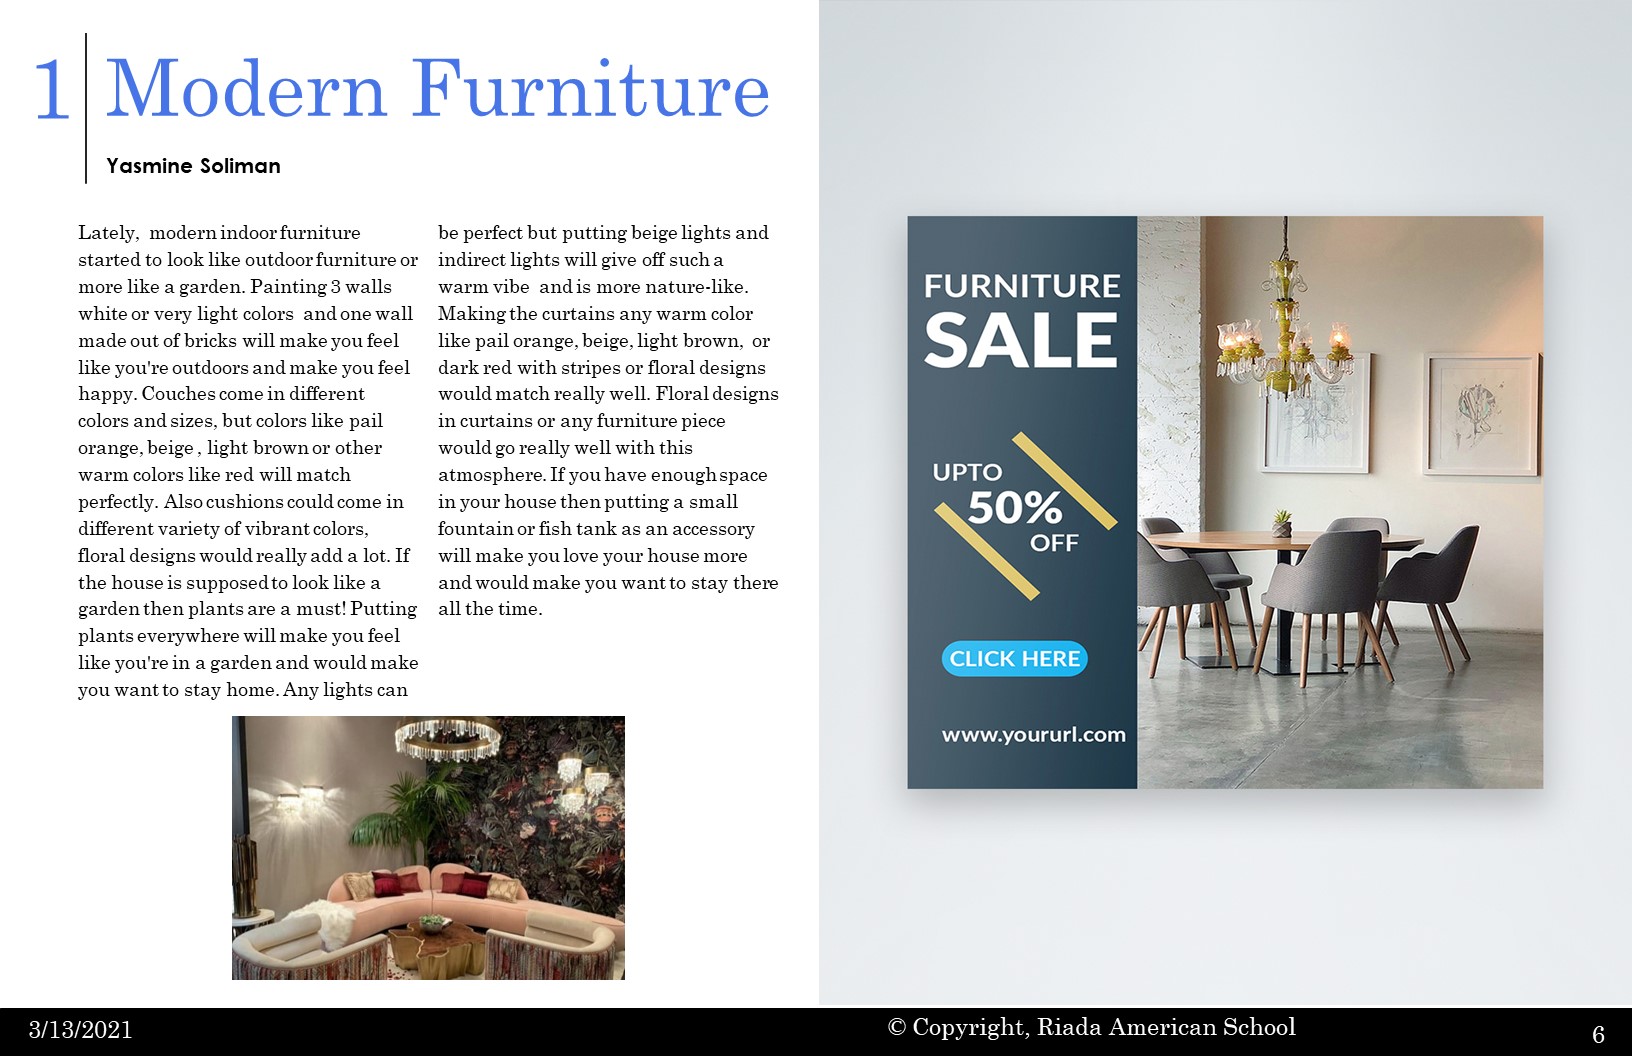 1
Modern Furniture
Yasmine Soliman
Lately, modern indoor furniture
started to look like outdoor furniture or
more like a garden. Painting 3 walls
white or very light colors and one wall
made out of bricks will make you feel
like you're outdoors and make you feel
happy. Couches come in different
colors and sizes, but colors like pail
orange, beige , light brown or other
warm colors like red will match
perfectly. Also cushions could come in
different variety of vibrant colors,
floral designs would really add a lot. If
the house is supposed to look like a
garden then plants are a must! Putting
plants everywhere will make you feel
like you're in a garden and would make
you want to stay home. Any lights can
be perfect but putting beige lights and
indirect lights will give off such a
warm vibe and is more nature-like.
Making the curtains any warm color
like pail orange, beige, light brown, or
dark red with stripes or floral designs
would match really well. Floral designs
in curtains or any furniture piece
would go really well with this
atmosphere. If you have enough space
in your house then putting a small
fountain or fish tank as an accessory
will make you love your house more
and would make you want to stay there
all the time.
FURNITURE
SALE
UPTO
50%
OFF
CLICK HERE
www.yoururl.com
3/13/2021
© Copyright, Riada American School
6